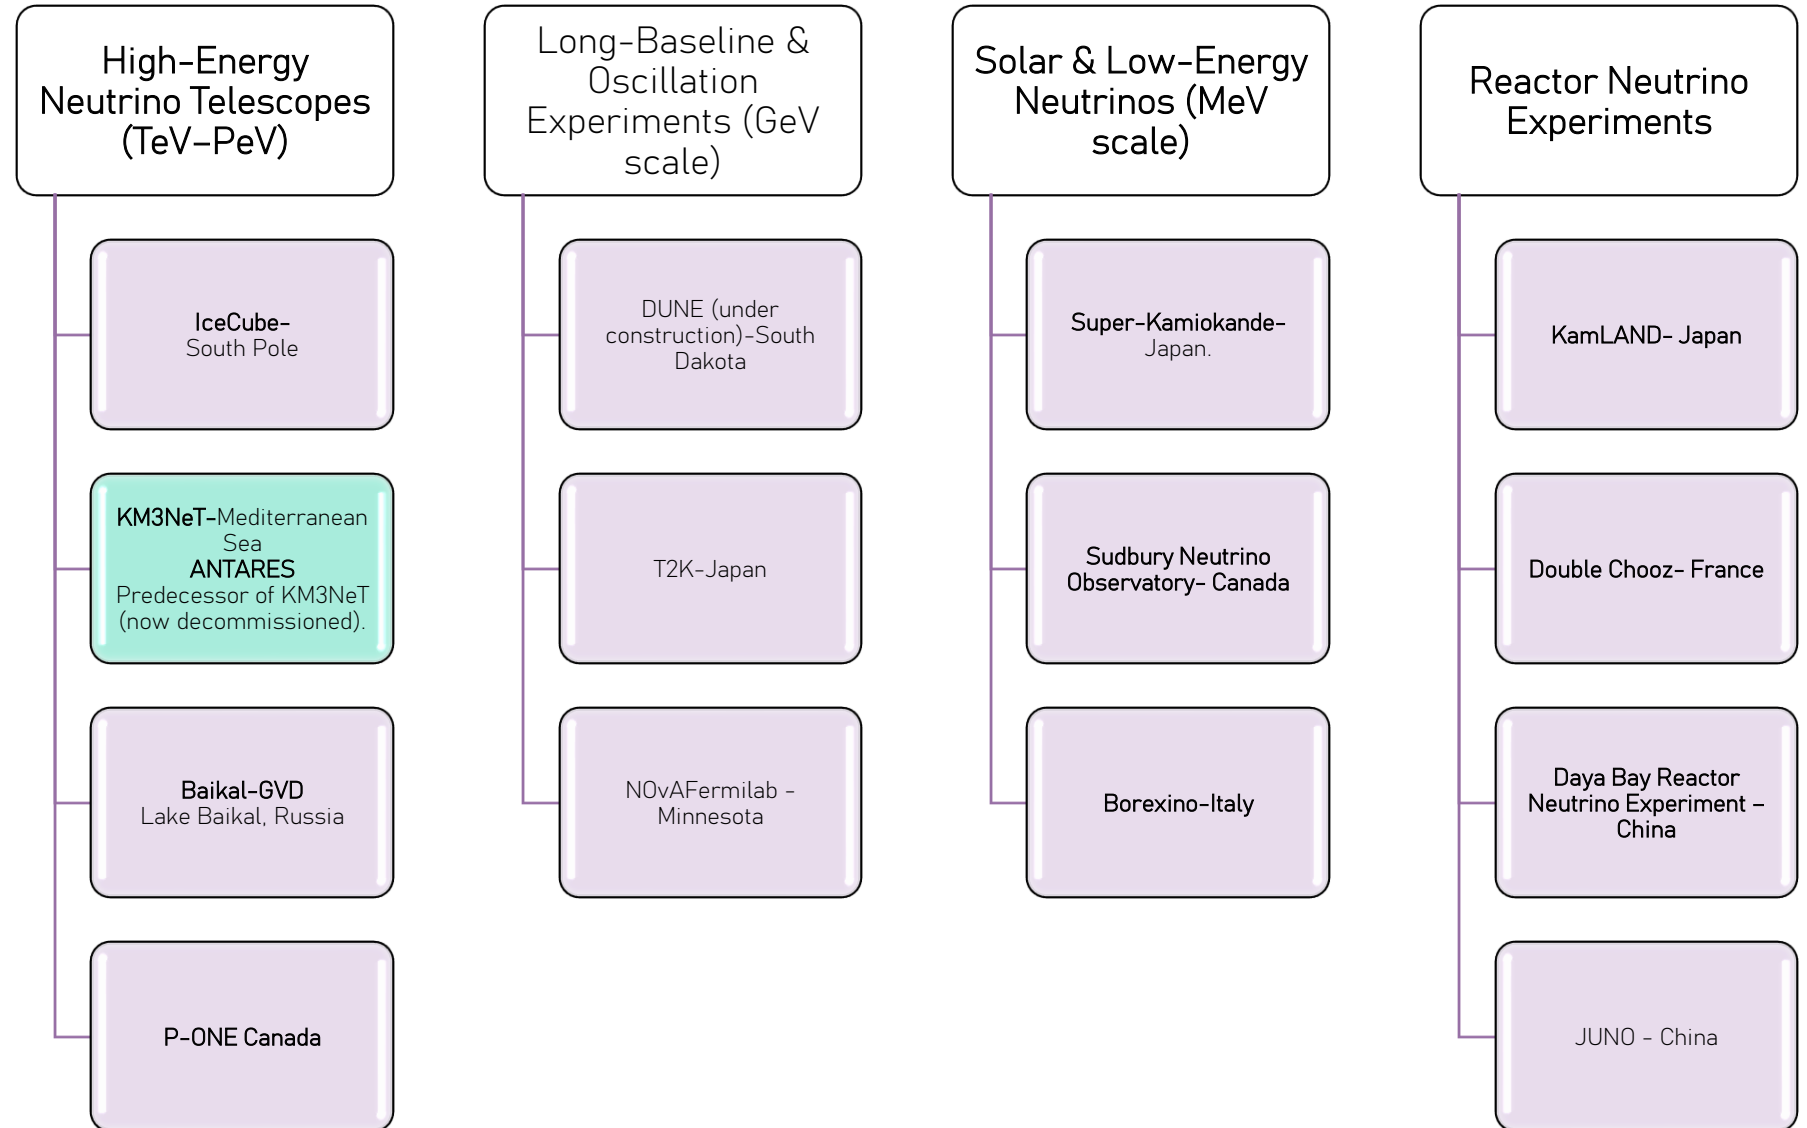 High-Energy
Neutrino Telescopes
(TeV–PeV)
IceCube-
South Pole
KM3NeT-Mediterranean
Sea
ANTARES
Predecessor of KM3NeT
(now decommissioned).
Baikal-GVD
Lake Baikal, Russia
P-ONE Canada
Long-Baseline &
Oscillation
Experiments (GeV
scale)
DUNE (under
construction)-South
Dakota
T2K-Japan
NOvAFermilab -
Minnesota
Solar & Low-Energy
Neutrinos (MeV
scale)
Super-Kamiokande-
Japan.
Sudbury Neutrino
Observatory- Canada
Borexino-Italy
Reactor Neutrino
Experiments
KamLAND- Japan
Double Chooz- France
Daya Bay Reactor
Neutrino Experiment –
China
JUNO - China